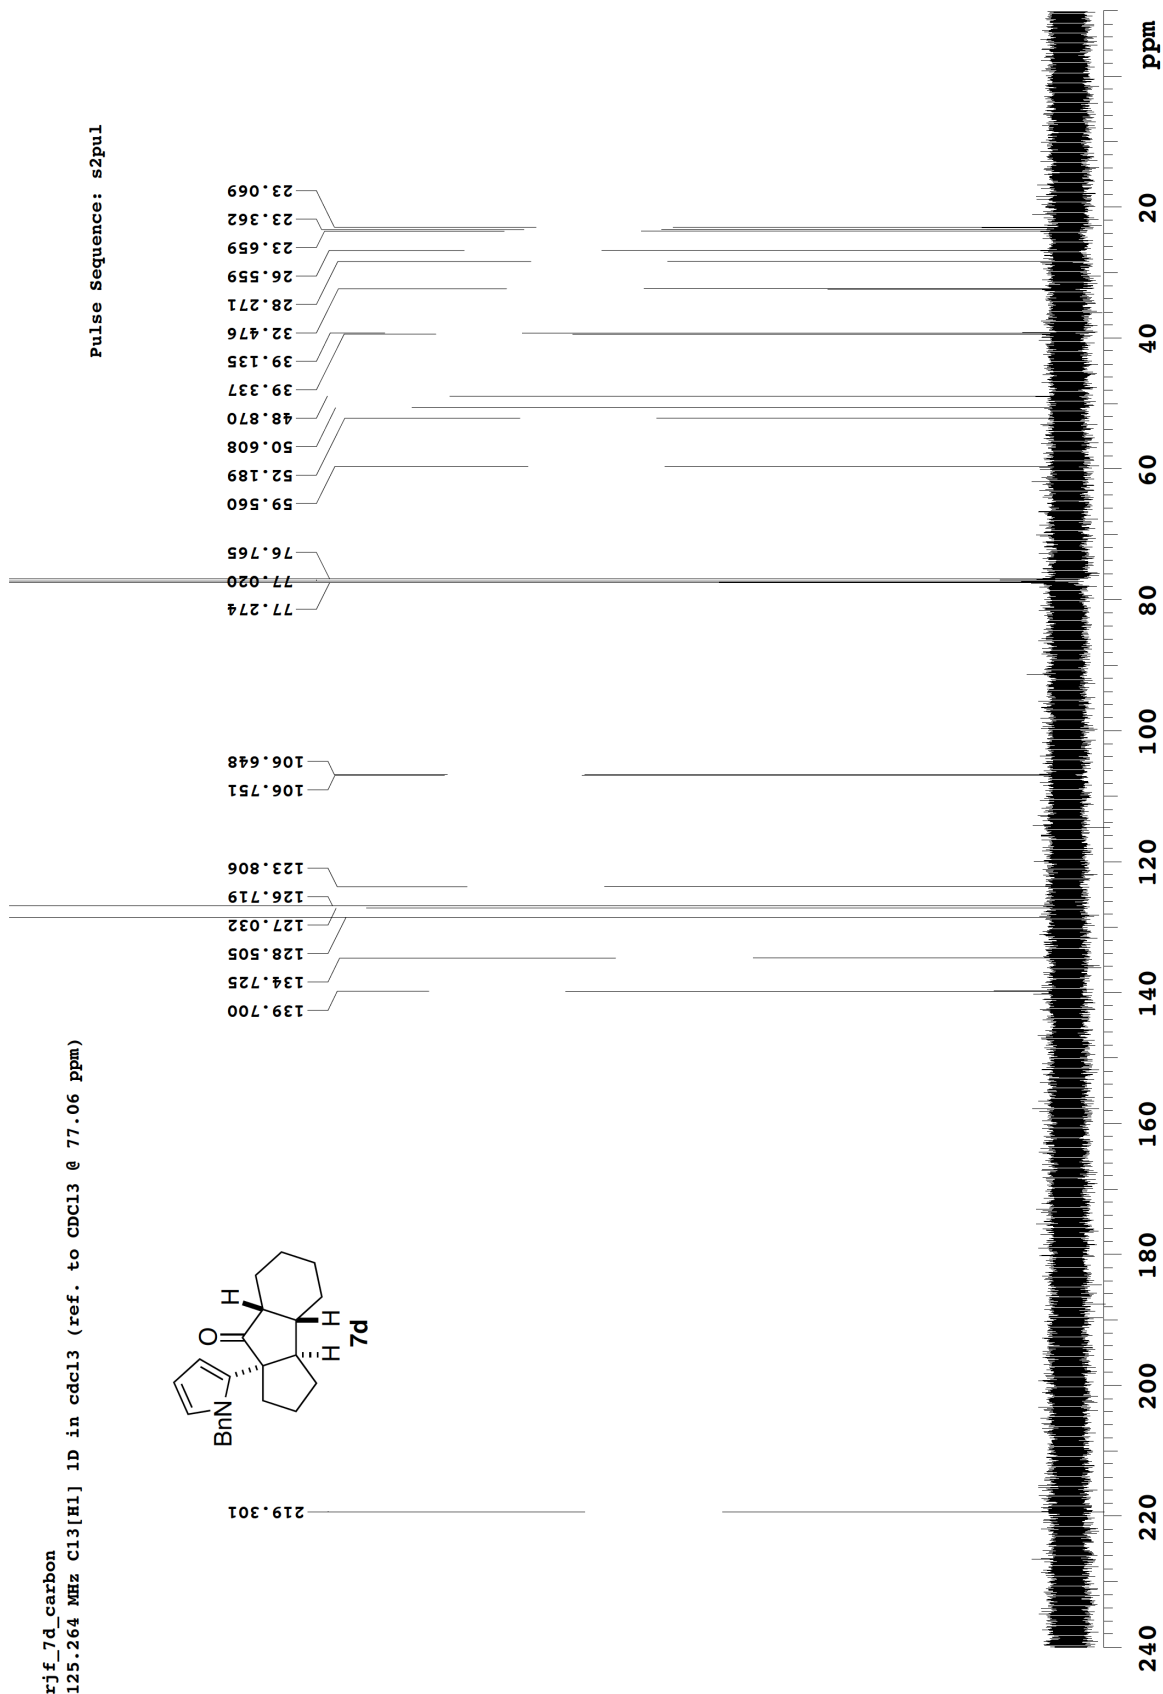 rjf_7d_carbon
125.264 MHz C13[H1] 1D in cdcl3 (ref. to CDCl3 @ 77.06 ppm)
Pulse Sequence: s2pul
219.301
139.700
134.725
128.505
127.032
126.719
123.806
106.751
106.648
77.274
77.020
76.765
59.560
52.189
50.608
48.870
39.337
39.135
32.476
28.271
26.559
23.659
23.362
23.069
BnN
O
H
H
H
7d
240 220 200 180 160 140 120 100 80 60 40 20 ppm